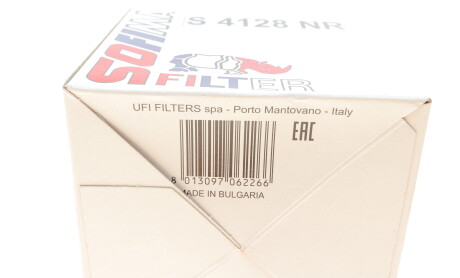 SOFIMA
S 4128 NR
FILTER
UFI FILTERS spa - Porto Mantovano - Italy
EAC
8 013097 062266
MADE IN BULGARIA